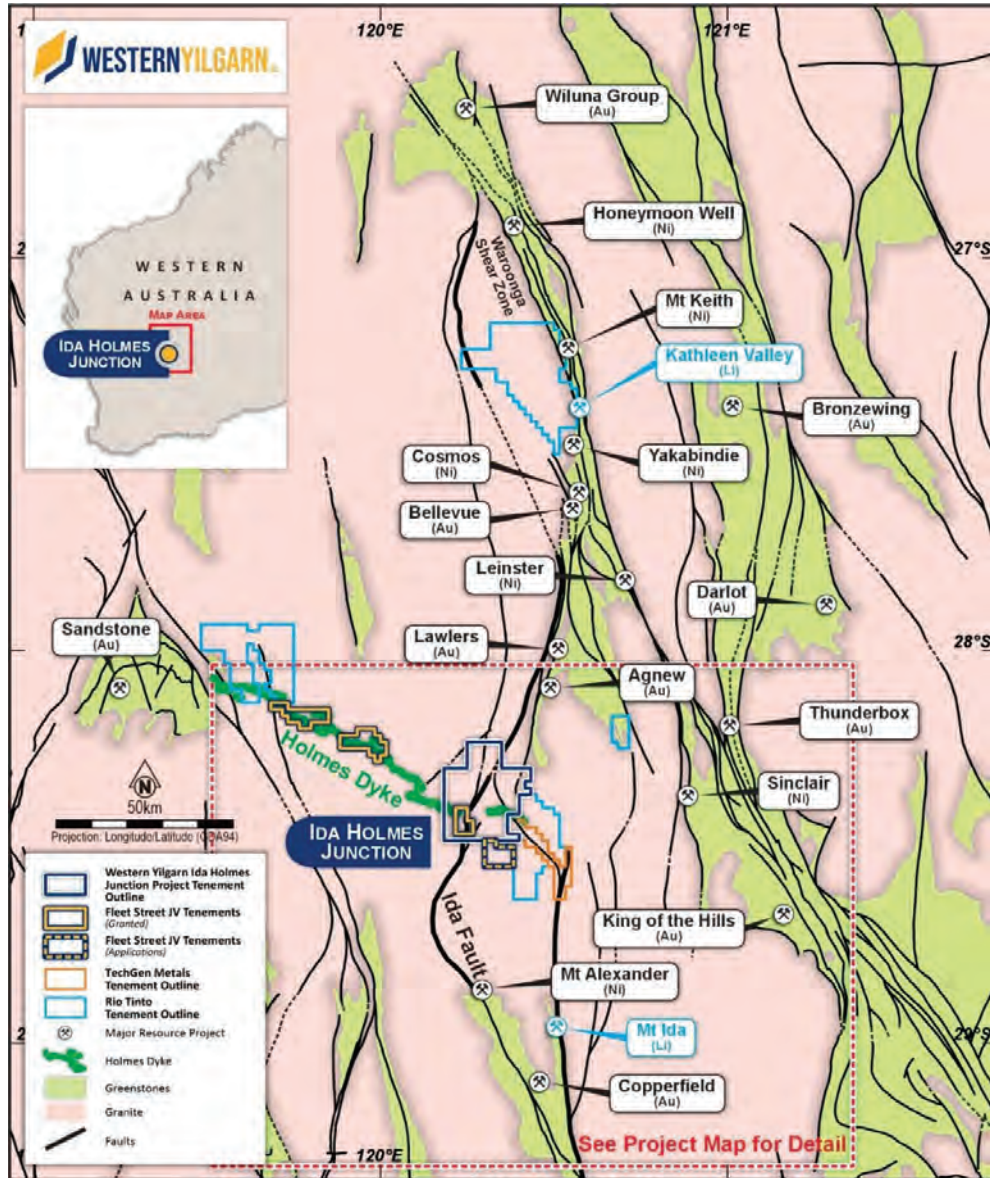 120°E
121°E
WESTERNYILGARN
WESTERN
AUSTRALIA
MAP AREA
IDA HOLMES
JUNCTION
Wiluna Group
(Au)
Honeymoon Well
(Ni)
27°S
Waroonga
Shear Zone
Mt Keith
(Ni)
Kathleen Valley
(Li)
Bronzewing
(Au)
Yakabindie
(Ni)
Cosmos
(Ni)
Bellevue
(Au)
Leinster
(Ni)
Darlot
(Au)
Sandstone
(Au)
Lawlers
(Au)
28°S
Agnew
(Au)
Thunderbox
(Au)
Holmes Dyke
Sinclair
(Ni)
N
50km
Projection: Longitudo/Latitudo (GDA94)
IDA HOLMES
JUNCTION
Western Yilgarn Ida Holmes
Junction Project Tenement
Outline
Fleet Street JV Tenements
(Granted)
Fleet Street JV Tenements
(Applications)
TechGen Metals
Tenement Outline
Rio Tinto
Tenement Outline
Major Resource Project
Holmes Dyke
Greenstones
Granite
Faults
Ida Fault
King of the Hills
(Au)
Mt Alexander
(Ni)
Mt Ida
(Li)
29°S
Copperfield
(Au)
See Project Map for Detail
120°E